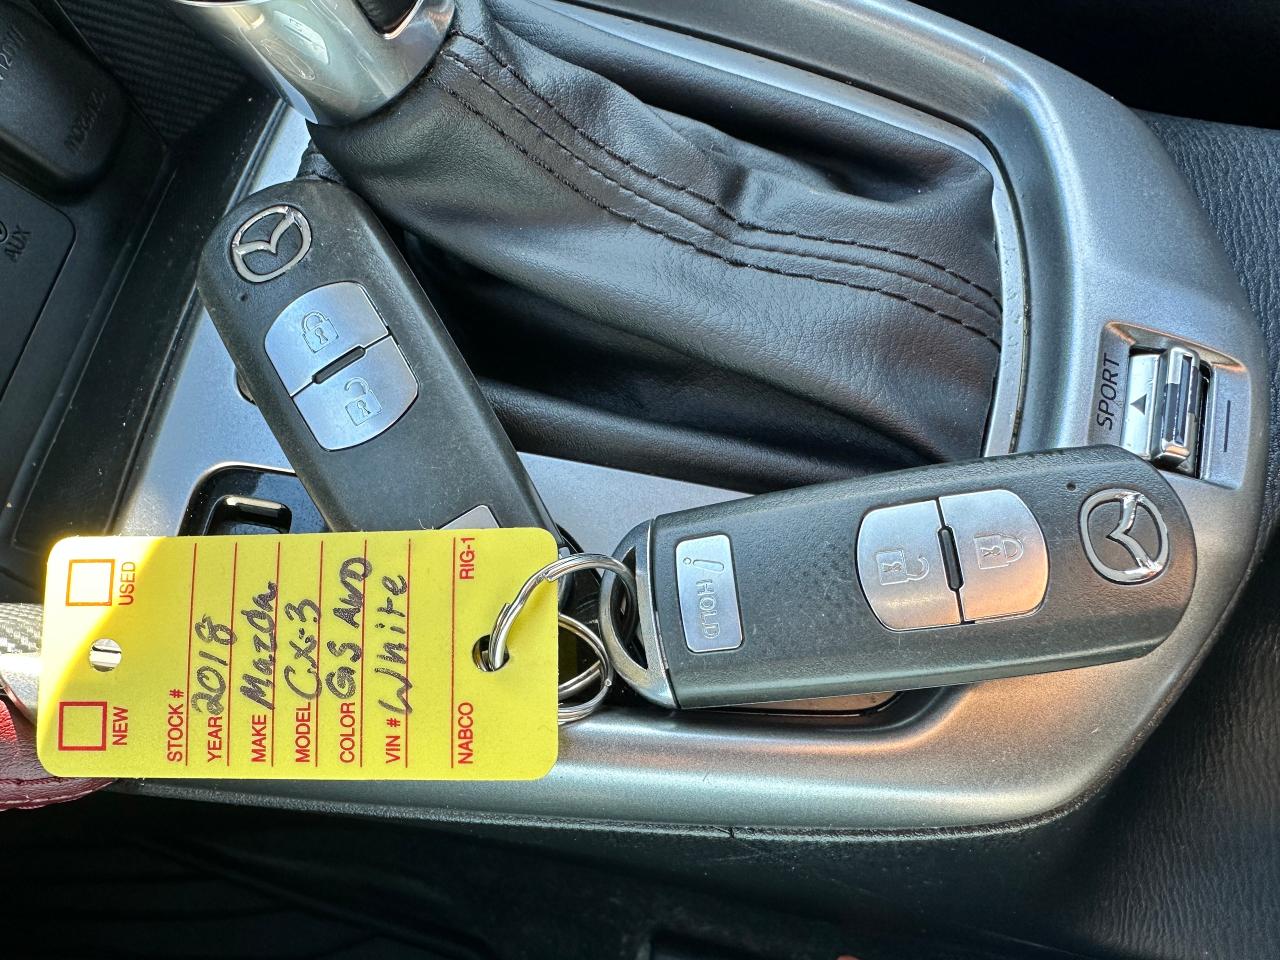 USED
NEW
STOCK #
YEAR 2018
MAKE Mazda
MODEL CX-3
COLOR GS AWD
VIN # White
RIG-1
NABCO
HOLD
SPORT
AUX